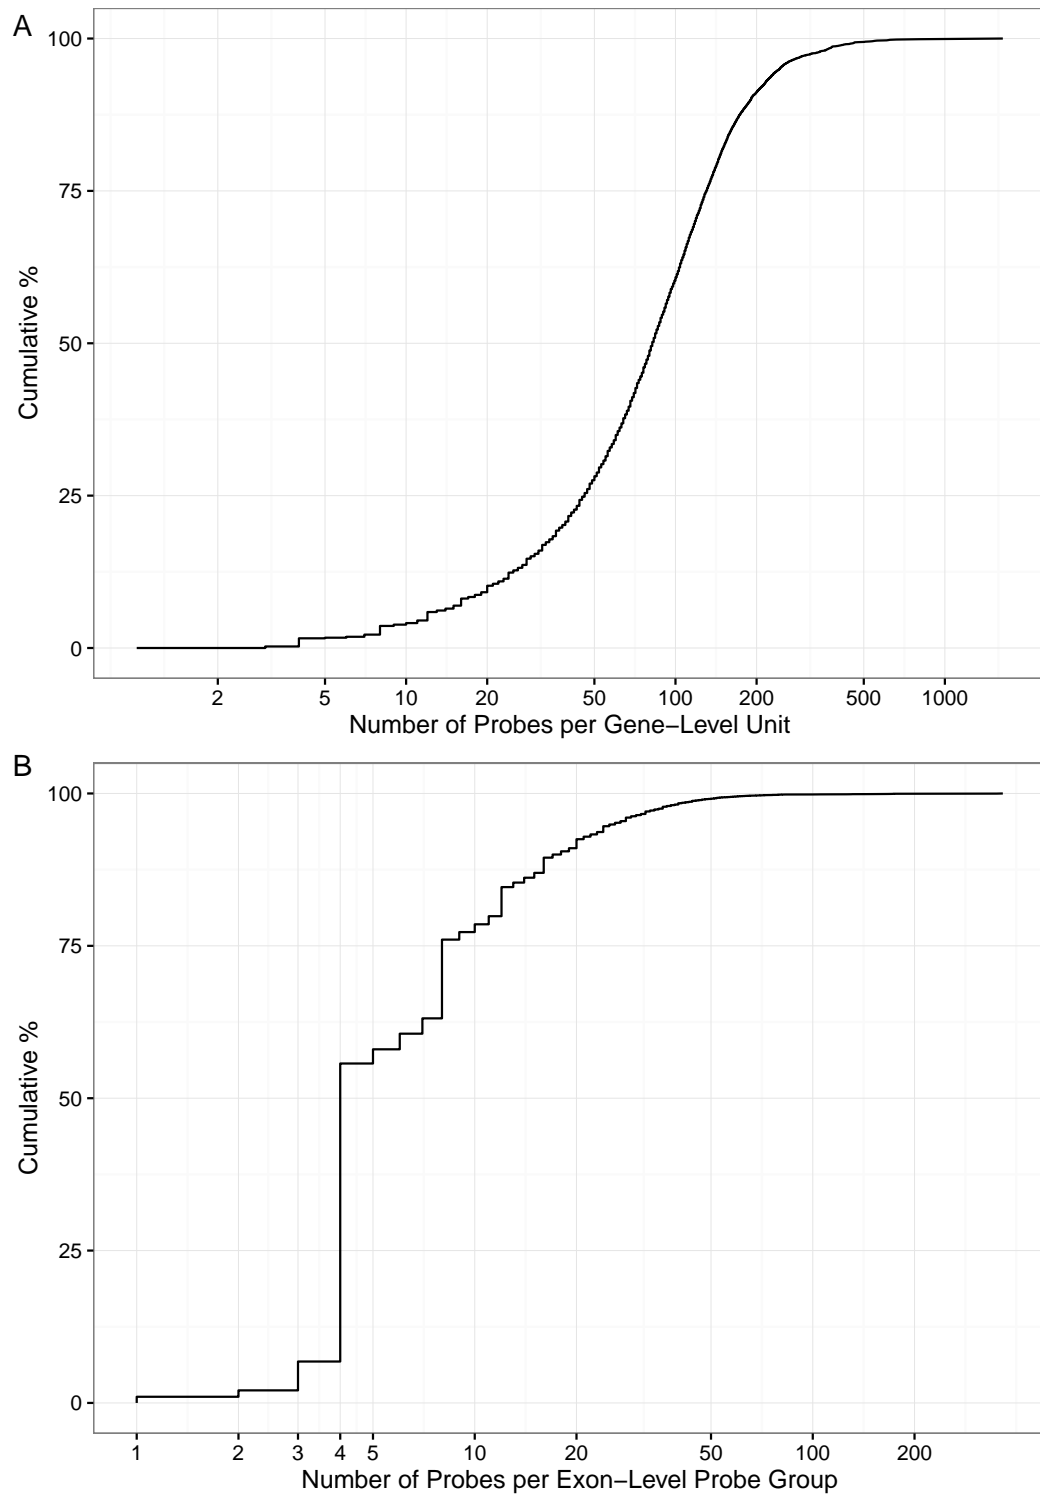 A
100
75
50
25
0
Cumulative %
2 5 10 20 50 100 200 500 1000
Number of Probes per Gene−Level Unit
B
100
75
50
25
0
Cumulative %
1 2 3 4 5 10 20 50 100 200
Number of Probes per Exon−Level Probe Group